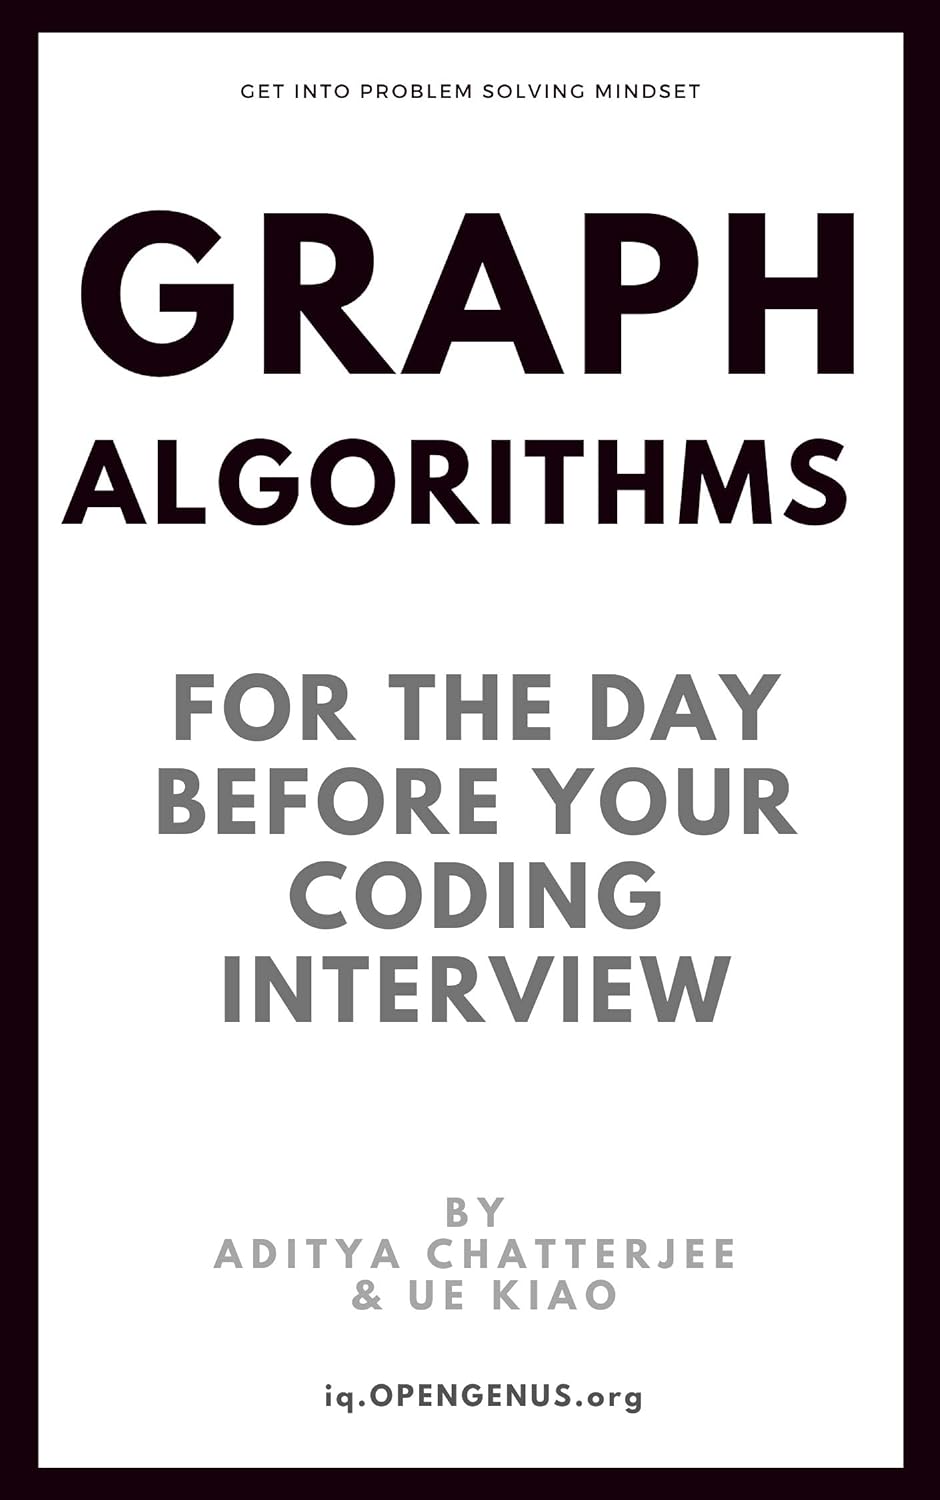 GET INTO PROBLEM SOLVING MINDSET
GRAPH
ALGORITHMS
FOR THE DAY
BEFORE YOUR
CODING
INTERVIEW
BY
ADITYA CHATTERJEE
& UE KIAO
iq.OPENGENUS.org